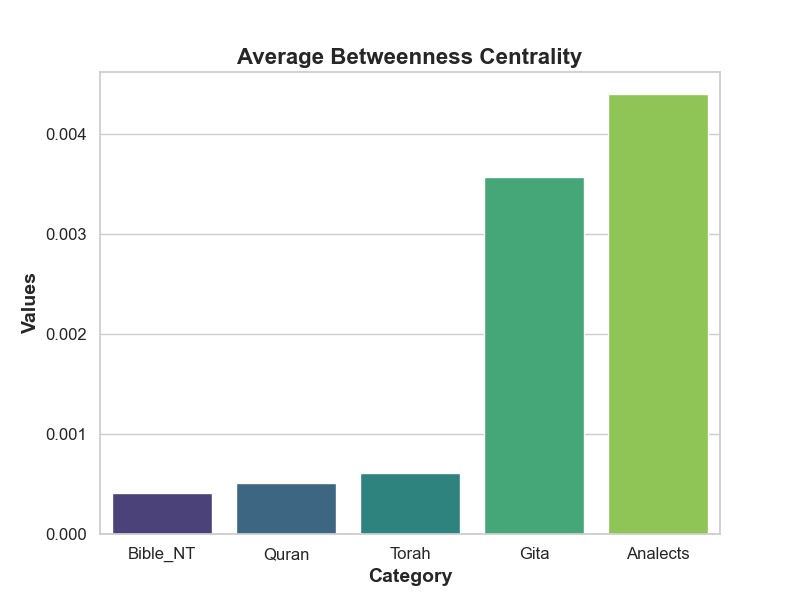 Average Betweenness Centrality
0.004
0.003
0.002
0.001
0.000
Values
Bible_NT Quran Torah Gita Analects
Category